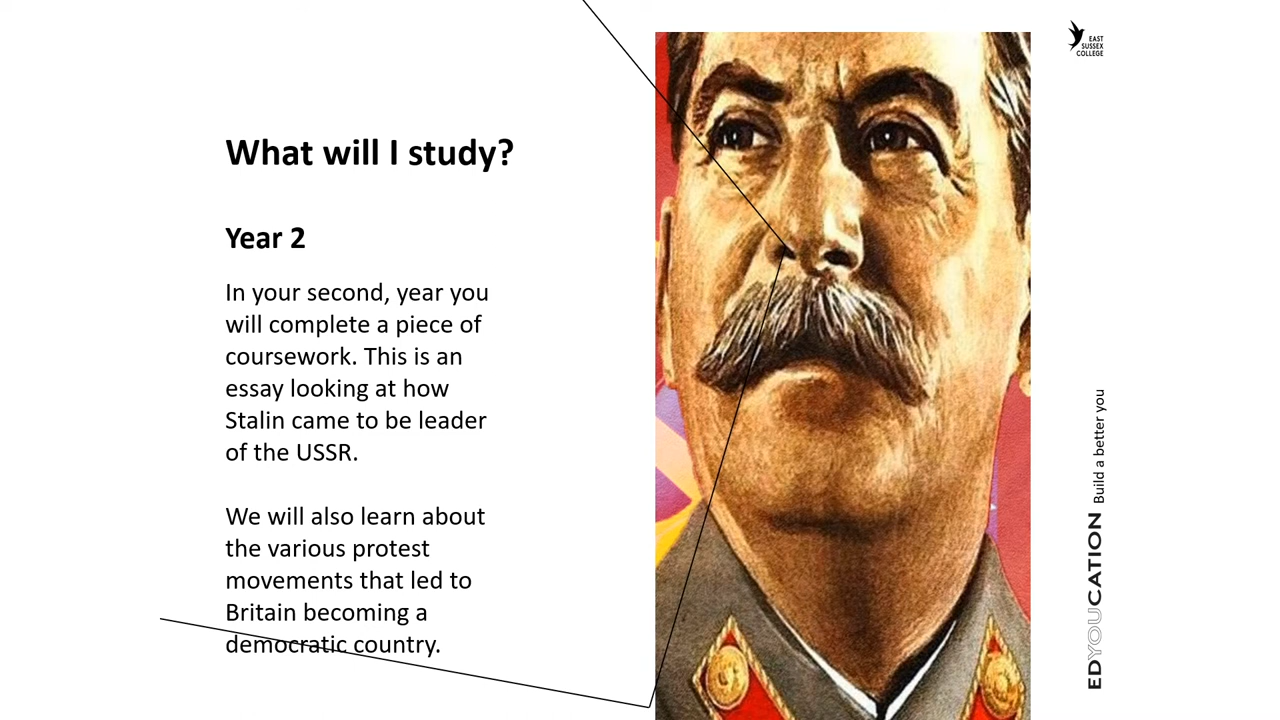 What will I study?
Year 2
In your second, year you
will complete a piece of
coursework. This is an
essay looking at how
Stalin came to be leader
of the USSR.
We will also learn about
the various protest
movements that led to
Britain becoming a
democratic country.
EAST
SUSSEX
COLLEGE
EDYOUCATION Build a better you